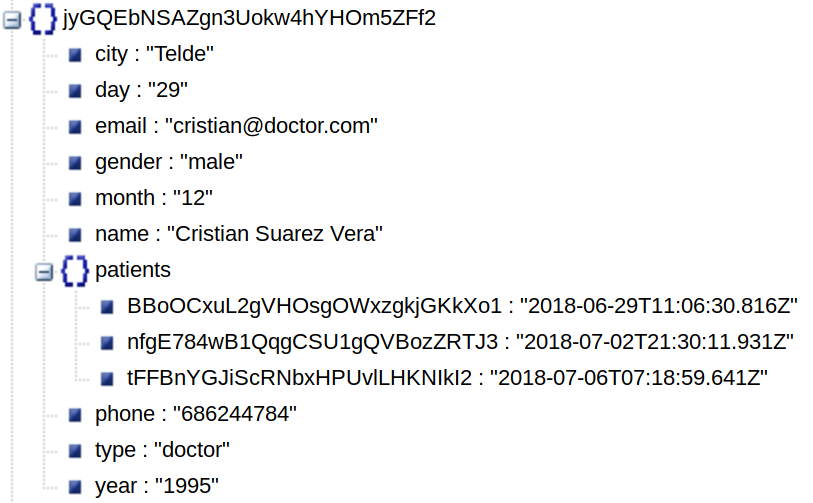 jyGQEbNSAZgn3Uokw4hYHOm5ZFf2
city : "Telde"
day : "29"
email : "cristian@doctor.com"
gender : "male"
month : "12"
name : "Cristian Suarez Vera"
patients
BBoOCxuL2gVHOsgOWxzgkjGKkXo1 : "2018-06-29T11:06:30.816Z"
nfgE784wB1QqgCSU1gQVBozZRTJ3 : "2018-07-02T21:30:11.931Z"
tFFBnYGJiScRNbxHPUvlLHKNIkI2 : "2018-07-06T07:18:59.641Z"
phone : "686244784"
type : "doctor"
year : "1995"